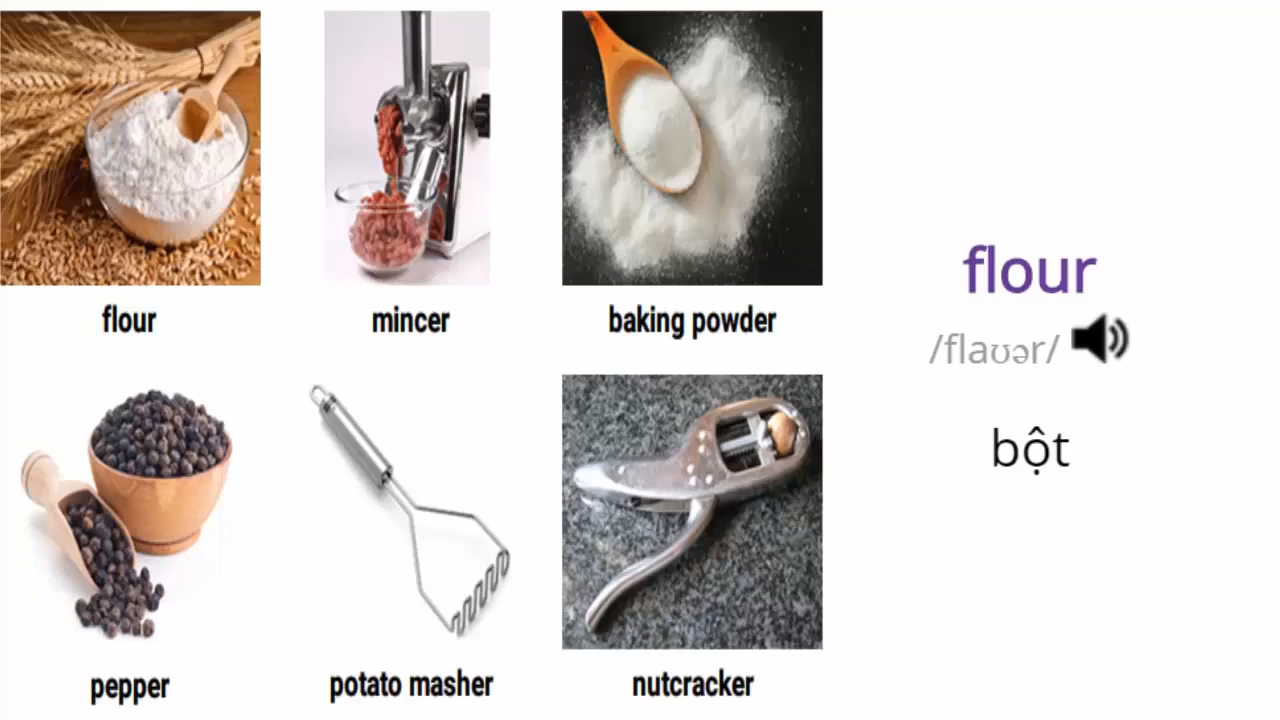 flour
mincer
baking powder
pepper
potato masher
nutcracker
flour
/flaʊər/
bột